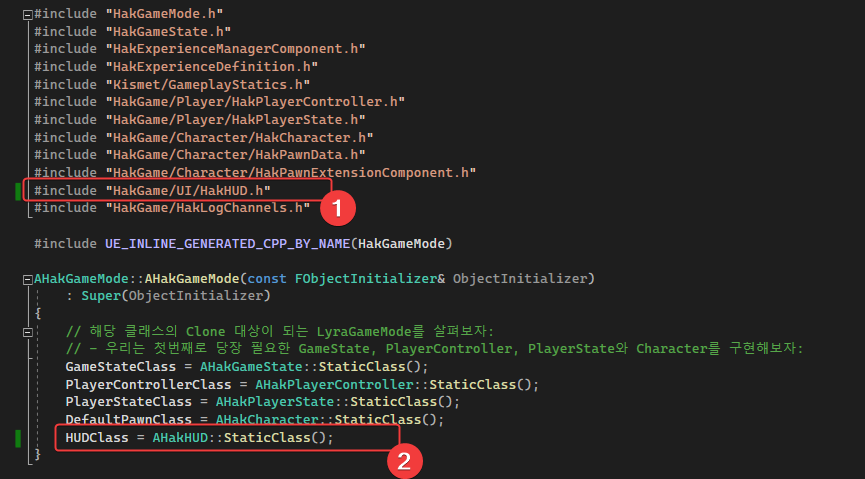 #include "HakGameMode.h"
#include "HakGameState.h"
#include "HakExperienceManagerComponent.h"
#include "HakExperienceDefinition.h"
#include "Kismet/GameplayStatics.h"
#include "HakGame/Player/HakPlayerController.h"
#include "HakGame/Player/HakPlayerState.h"
#include "HakGame/Character/HakCharacter.h"
#include "HakGame/Character/HakPawnData.h"
#include "HakGame/Character/HakPawnExtensionComponent.h"
#include "HakGame/UI/HakHUD.h"
1
#include "HakGame/HakLogChannels.h"
#include UE_INLINE_GENERATED_CPP_BY_NAME(HakGameMode)
AHakGameMode::AHakGameMode(const FObjectInitializer& ObjectInitializer)
: Super(ObjectInitializer)
{
// 해당 클래스의 Clone 대상이 되는 LyraGameMode를 살펴보자:
// - 우리는 첫번째로 당장 필요한 GameState, PlayerController, PlayerState와 Character를 구현해보자:
GameStateClass = AHakGameState::StaticClass();
PlayerControllerClass = AHakPlayerController::StaticClass();
PlayerStateClass = AHakPlayerState::StaticClass();
DefaultPawnClass = AHakCharacter::StaticClass();
HUDClass = AHakHUD::StaticClass();
2
}